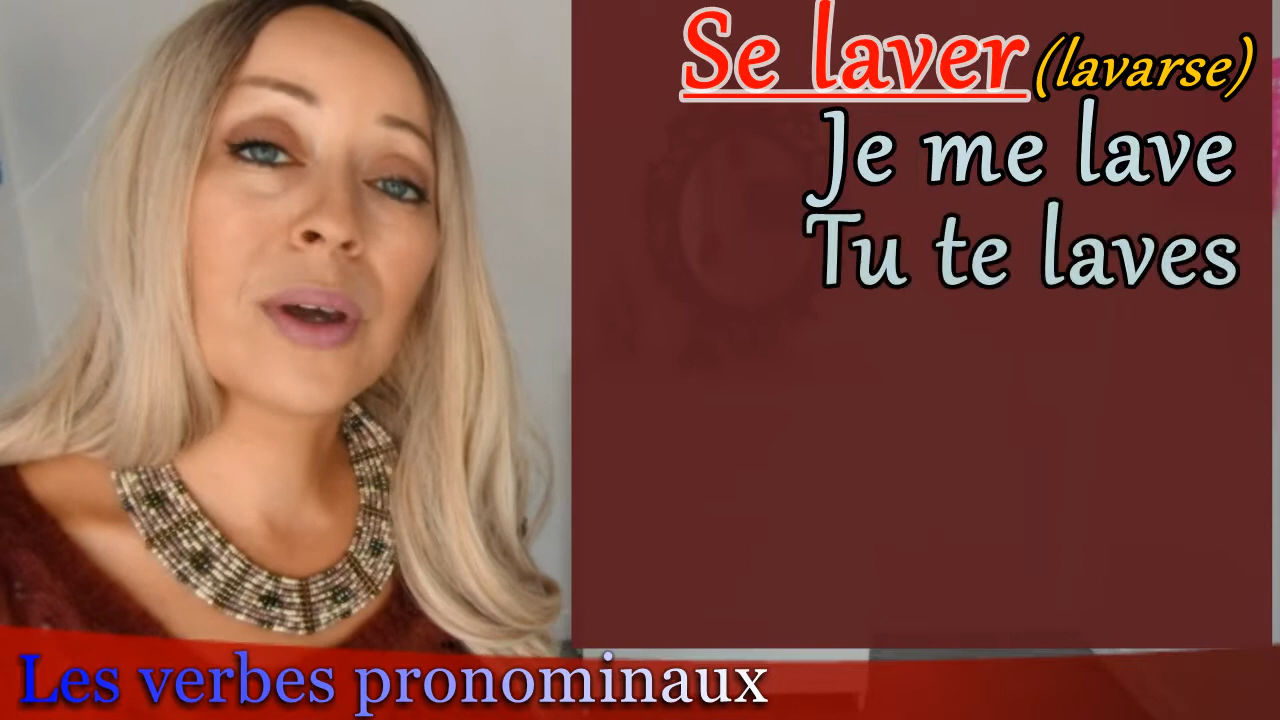 Se laver (lavarse)
Je me lave
Tu te laves
Les verbes pronominaux